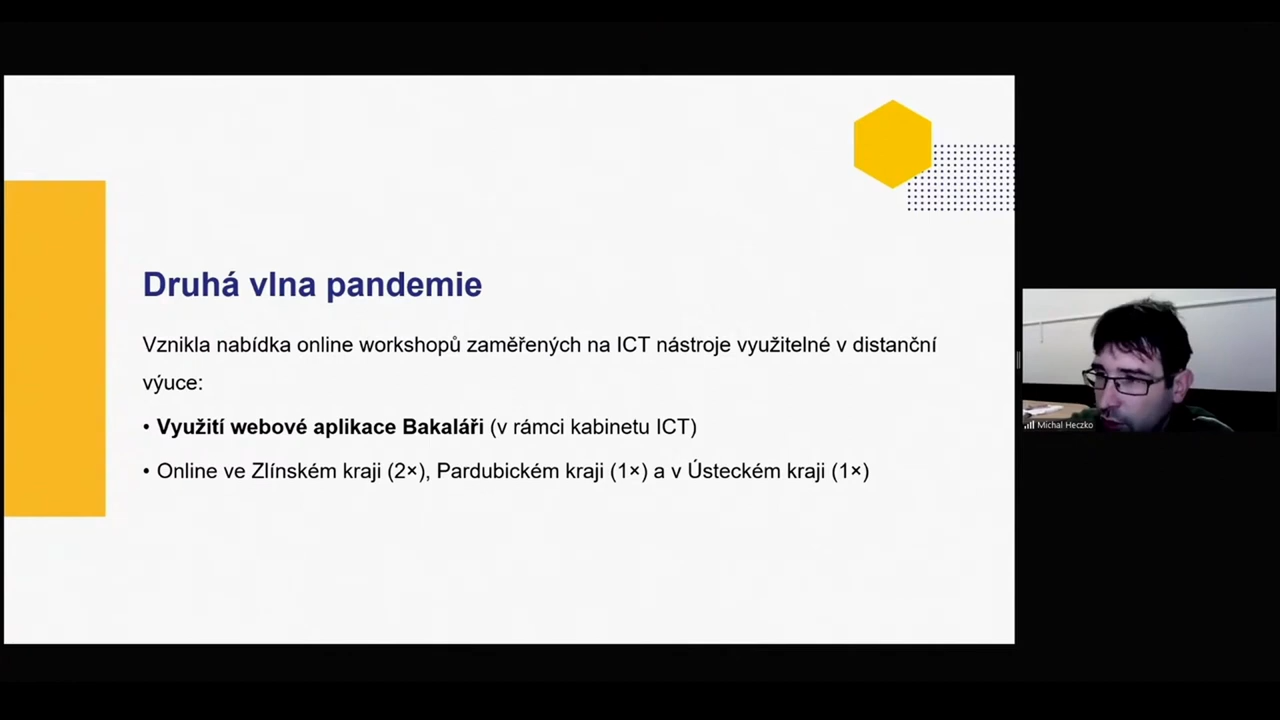 Druhá vlna pandemie
Vznikla nabídka online workshopů zaměřených na ICT nástroje využitelné v distanční
výuce:
• Využití webové aplikace Bakaláři (v rámci kabinetu ICT)
• Online ve Zlínském kraji (2×), Pardubickém kraji (1×) a v Ústeckém kraji (1×)
Michal Heczko